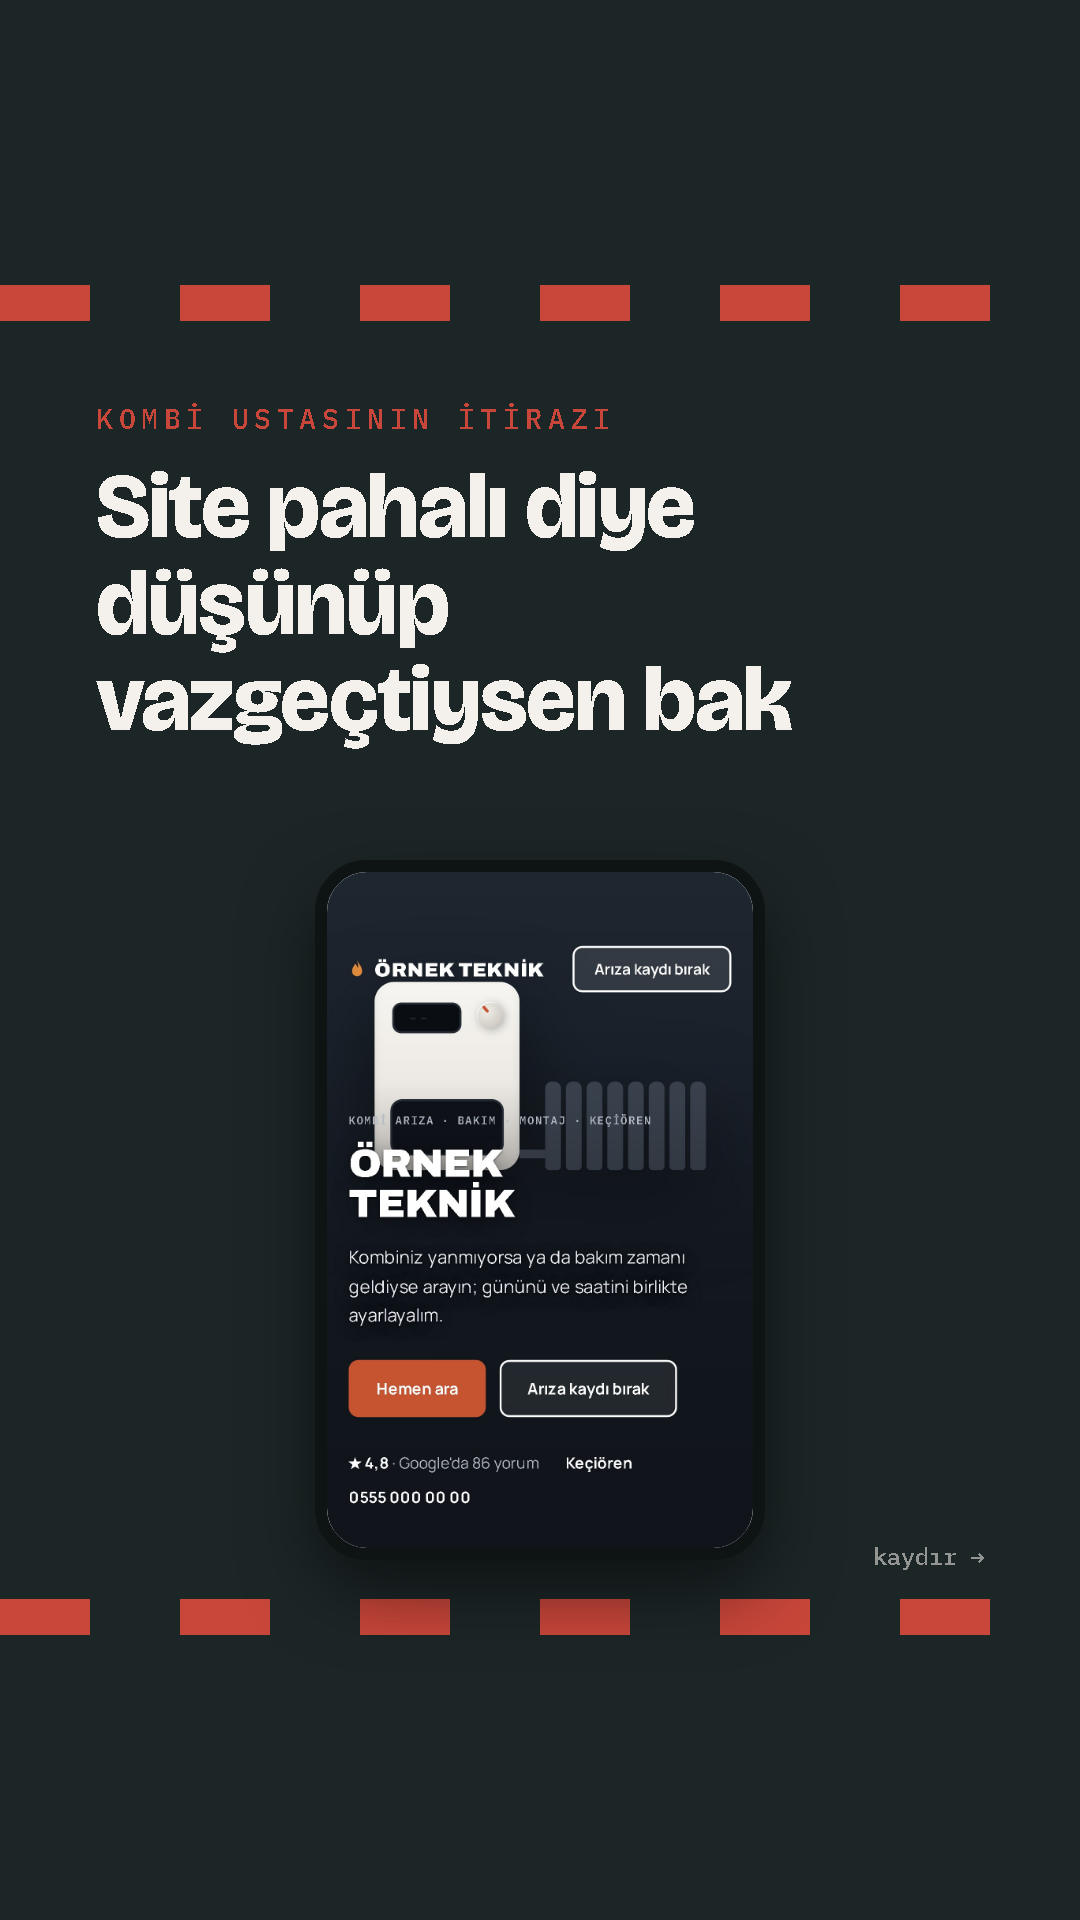 KOMBİ USTASININ İTİRAZI
Site pahalı diye
düşünüp
vazgeçtiysen bak
ÖRNEK TEKNİK
Arıza kaydı bırak
KOMBİ ARIZA · BAKIM · MONTAJ · KEÇİÖREN
ÖRNEK
TEKNİK
Kombiniz yanmıyorsa ya da bakım zamanı
geldiyse arayın; gününü ve saatini birlikte
ayarlayalım.
Hemen ara
Arıza kaydı bırak
★ 4,8 · Google'da 86 yorum
Keçiören
0555 000 00 00
kaydır →